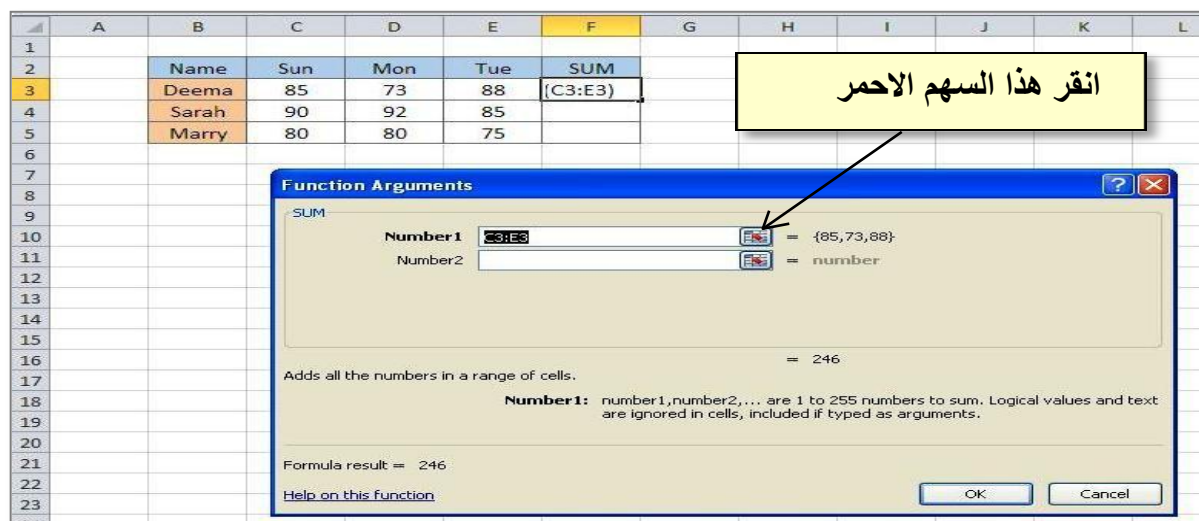 A B C D E F G H I J K L
1
2 Name Sun Mon Tue SUM
3 Deema 85 73 88 (C3:E3)
4 Sarah 90 92 85
5 Marry 80 80 75
6
7
8
9
10
11
12
13
14
15
16
17
18
19
20
21
22
23
انقر هذا السهم الاحمر
Function Arguments
SUM
Number1 C3:E3 = {85,73,88}
Number2 = number
= 246
Adds all the numbers in a range of cells.
Number1: number1,number2,... are 1 to 255 numbers to sum. Logical values and text
are ignored in cells, included if typed as arguments.
Formula result = 246
Help on this function OK Cancel